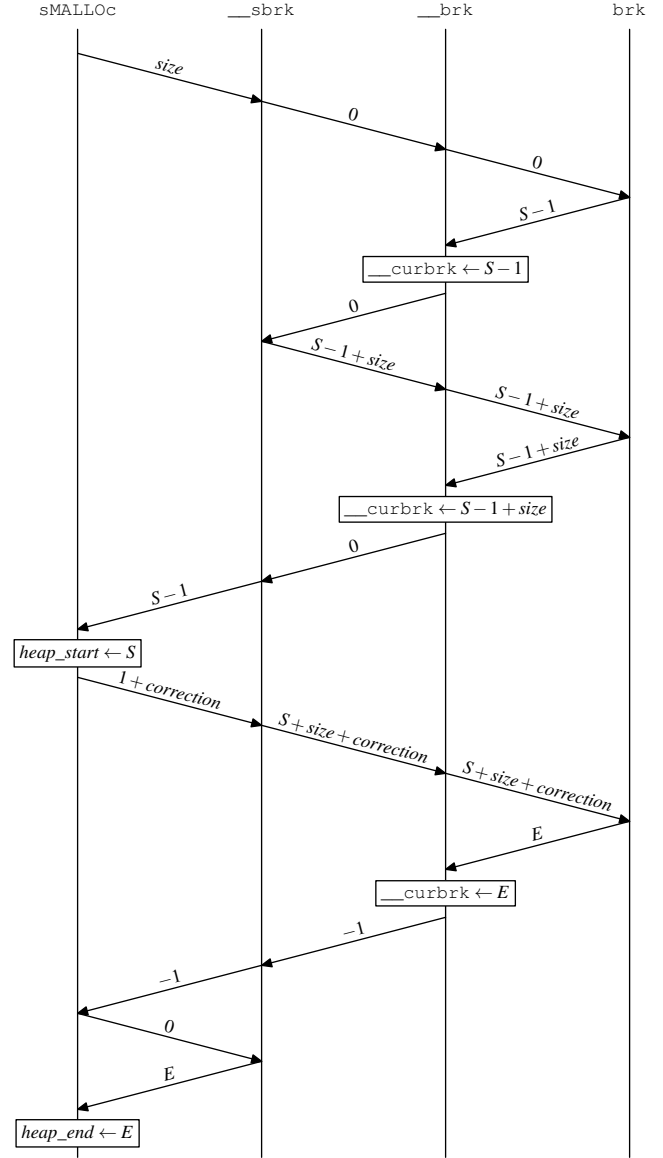 sMALLOc __sbrk __brk brk
size
0
0
S−1
__curbrk ← S−1
0
S−1+size
S−1+size
S−1+size
__curbrk ← S−1+size
0
S−1
heap_start ← S
1+correction
S+size+correction
S+size+correction
E
__curbrk ← E
−1
−1
0
E
heap_end ← E